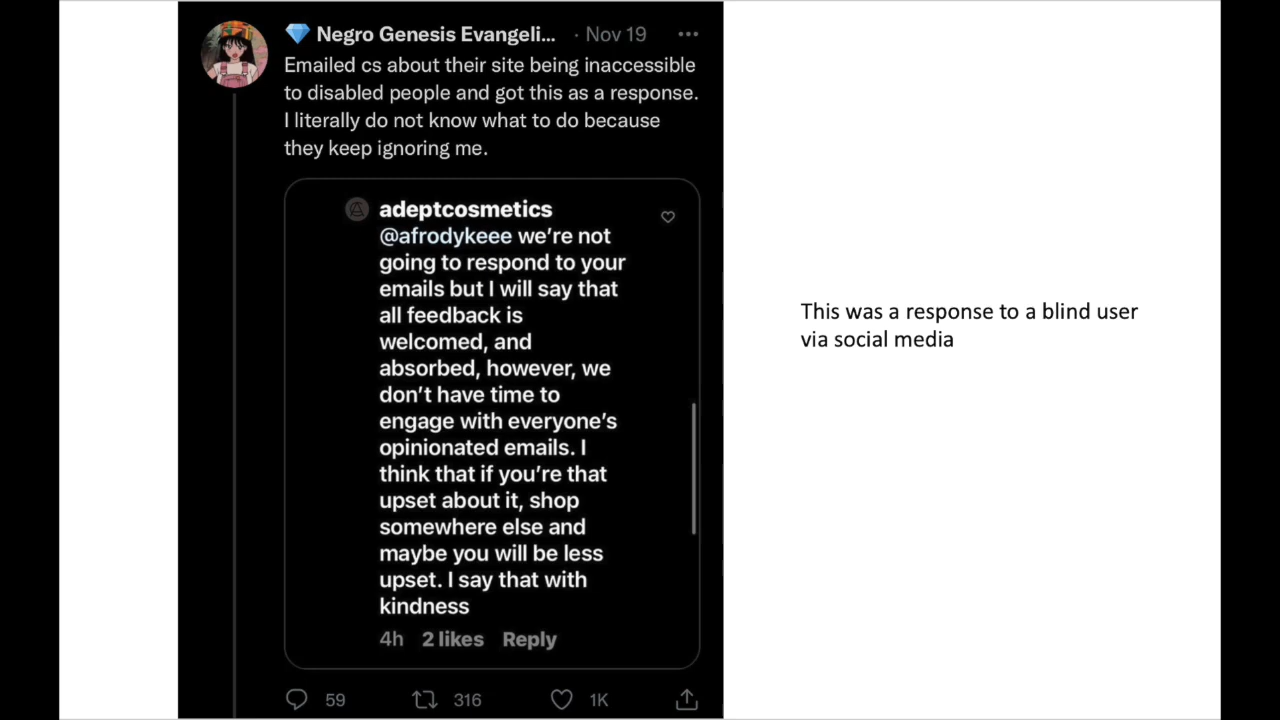 💎 Negro Genesis Evangeli... · Nov 19 ···
Emailed cs about their site being inaccessible
to disabled people and got this as a response.
I literally do not know what to do because
they keep ignoring me.
adeptcosmetics
@afrodykeee we’re not
going to respond to your
emails but I will say that
all feedback is
welcomed, and
absorbed, however, we
don’t have time to
engage with everyone’s
opinionated emails. I
think that if you’re that
upset about it, shop
somewhere else and
maybe you will be less
upset. I say that with
kindness
4h 2 likes Reply
59 316 1K
This was a response to a blind user
via social media